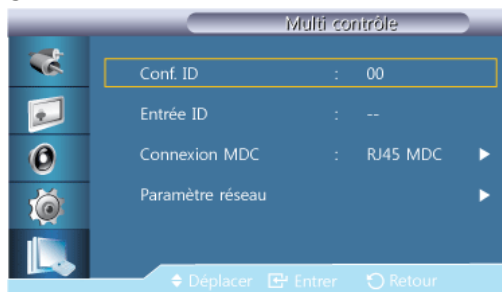 Multi contrôle
Conf. ID : 00
Entrée ID : --
Connexion MDC : RJ45 MDC
Paramètre réseau
Déplacer Entrer Retour